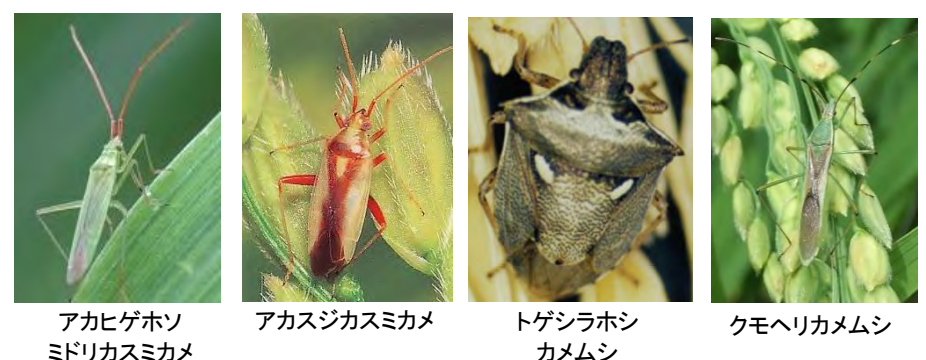 アカヒゲホソ
ミドリカスミカメ
アカスジカスミカメ
トゲシラホシ
カメムシ
クモヘリカメムシ